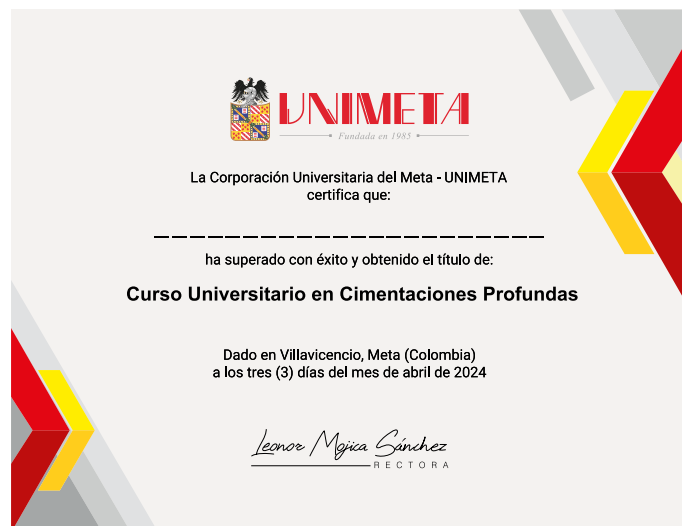 UNIMETA
Fundada en 1985
La Corporación Universitaria del Meta - UNIMETA
certifica que:
ha superado con éxito y obtenido el título de:
Curso Universitario en Cimentaciones Profundas
Dado en Villavicencio, Meta (Colombia)
a los tres (3) días del mes de abril de 2024
Leonor Mojica Sánchez
RECTORA